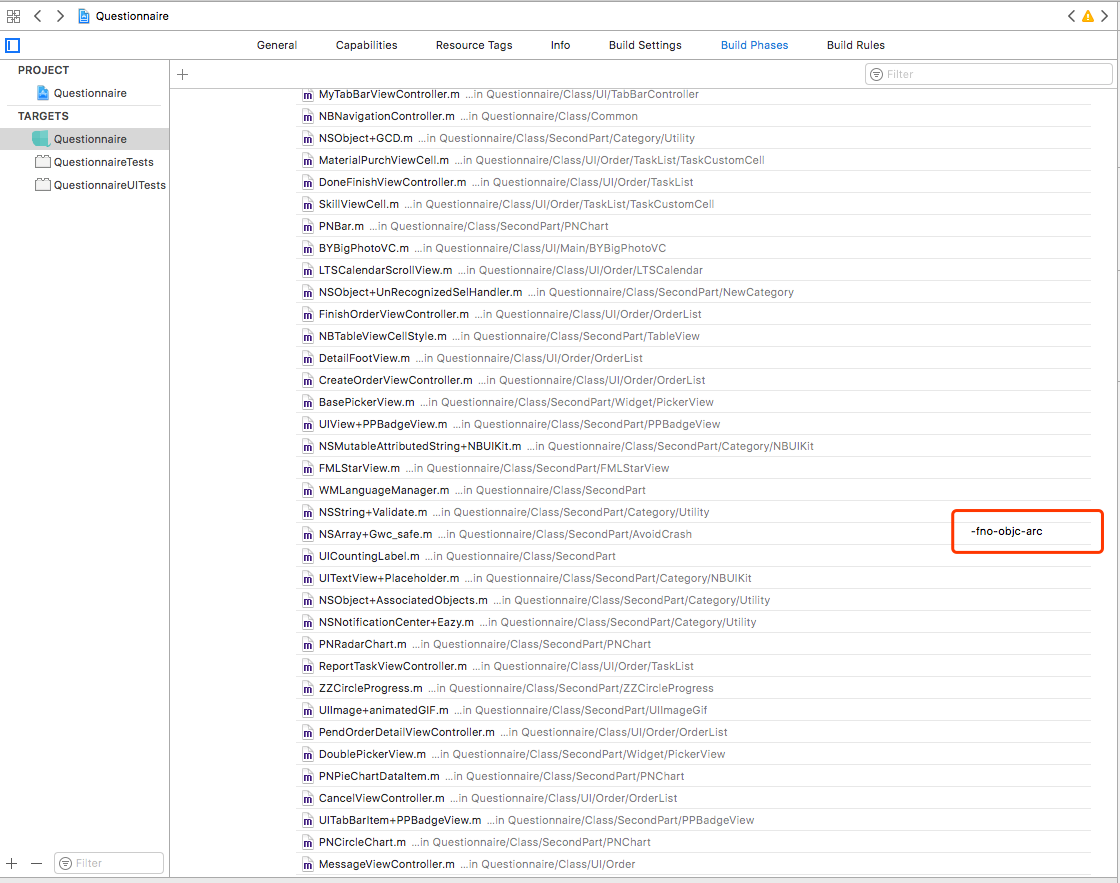 Questionnaire
General Capabilities Resource Tags Info Build Settings Build Phases Build Rules
PROJECT
Questionnaire
TARGETS
Questionnaire
QuestionnaireTests
QuestionnaireUITests
Filter
MyTabBarViewController.m ...in Questionnaire/Class/UI/TabBarController
NBNavigationController.m ...in Questionnaire/Class/Common
NSObject+GCD.m ...in Questionnaire/Class/SecondPart/Category/Utility
MaterialPurchViewCell.m ...in Questionnaire/Class/UI/Order/TaskList/TaskCustomCell
DoneFinishViewController.m ...in Questionnaire/Class/UI/Order/TaskList
SkillViewCell.m ...in Questionnaire/Class/UI/Order/TaskList/TaskCustomCell
PNBar.m ...in Questionnaire/Class/SecondPart/PNChart
BYBigPhotoVC.m ...in Questionnaire/Class/UI/Main/BYBigPhotoVC
LTSCalendarScrollView.m ...in Questionnaire/Class/UI/Order/LTSCalendar
NSObject+UnRecognizedSelHandler.m ...in Questionnaire/Class/SecondPart/NewCategory
FinishOrderViewController.m ...in Questionnaire/Class/UI/Order/OrderList
NBTableViewCellStyle.m ...in Questionnaire/Class/SecondPart/TableView
DetailFootView.m ...in Questionnaire/Class/UI/Order/OrderList
CreateOrderViewController.m ...in Questionnaire/Class/UI/Order/OrderList
BasePickerView.m ...in Questionnaire/Class/SecondPart/Widget/PickerView
UIView+PPBadgeView.m ...in Questionnaire/Class/SecondPart/PPBadgeView
NSMutableAttributedString+NBUIKit.m ...in Questionnaire/Class/SecondPart/Category/NBUIKit
FMLStarView.m ...in Questionnaire/Class/SecondPart/FMLStarView
WMLanguageManager.m ...in Questionnaire/Class/SecondPart
NSString+Validate.m ...in Questionnaire/Class/SecondPart/Category/Utility
NSArray+Gwc_safe.m ...in Questionnaire/Class/SecondPart/AvoidCrash -fno-objc-arc
UICountingLabel.m ...in Questionnaire/Class/SecondPart
UITextView+Placeholder.m ...in Questionnaire/Class/SecondPart/Category/NBUIKit
NSObject+AssociatedObjects.m ...in Questionnaire/Class/SecondPart/Category/Utility
NSNotificationCenter+Eazy.m ...in Questionnaire/Class/SecondPart/Category/Utility
PNRadarChart.m ...in Questionnaire/Class/SecondPart/PNChart
ReportTaskViewController.m ...in Questionnaire/Class/UI/Order/TaskList
ZZCircleProgress.m ...in Questionnaire/Class/SecondPart/ZZCircleProgress
UIImage+animatedGIF.m ...in Questionnaire/Class/SecondPart/UIImageGif
PendOrderDetailViewController.m ...in Questionnaire/Class/UI/Order/OrderList
DoublePickerView.m ...in Questionnaire/Class/SecondPart/Widget/PickerView
PNPieChartDataItem.m ...in Questionnaire/Class/SecondPart/PNChart
CancelViewController.m ...in Questionnaire/Class/UI/Order/OrderList
UITabBarItem+PPBadgeView.m ...in Questionnaire/Class/SecondPart/PPBadgeView
PNCircleChart.m ...in Questionnaire/Class/SecondPart/PNChart
MessageViewController.m ...in Questionnaire/Class/UI/Order
Filter